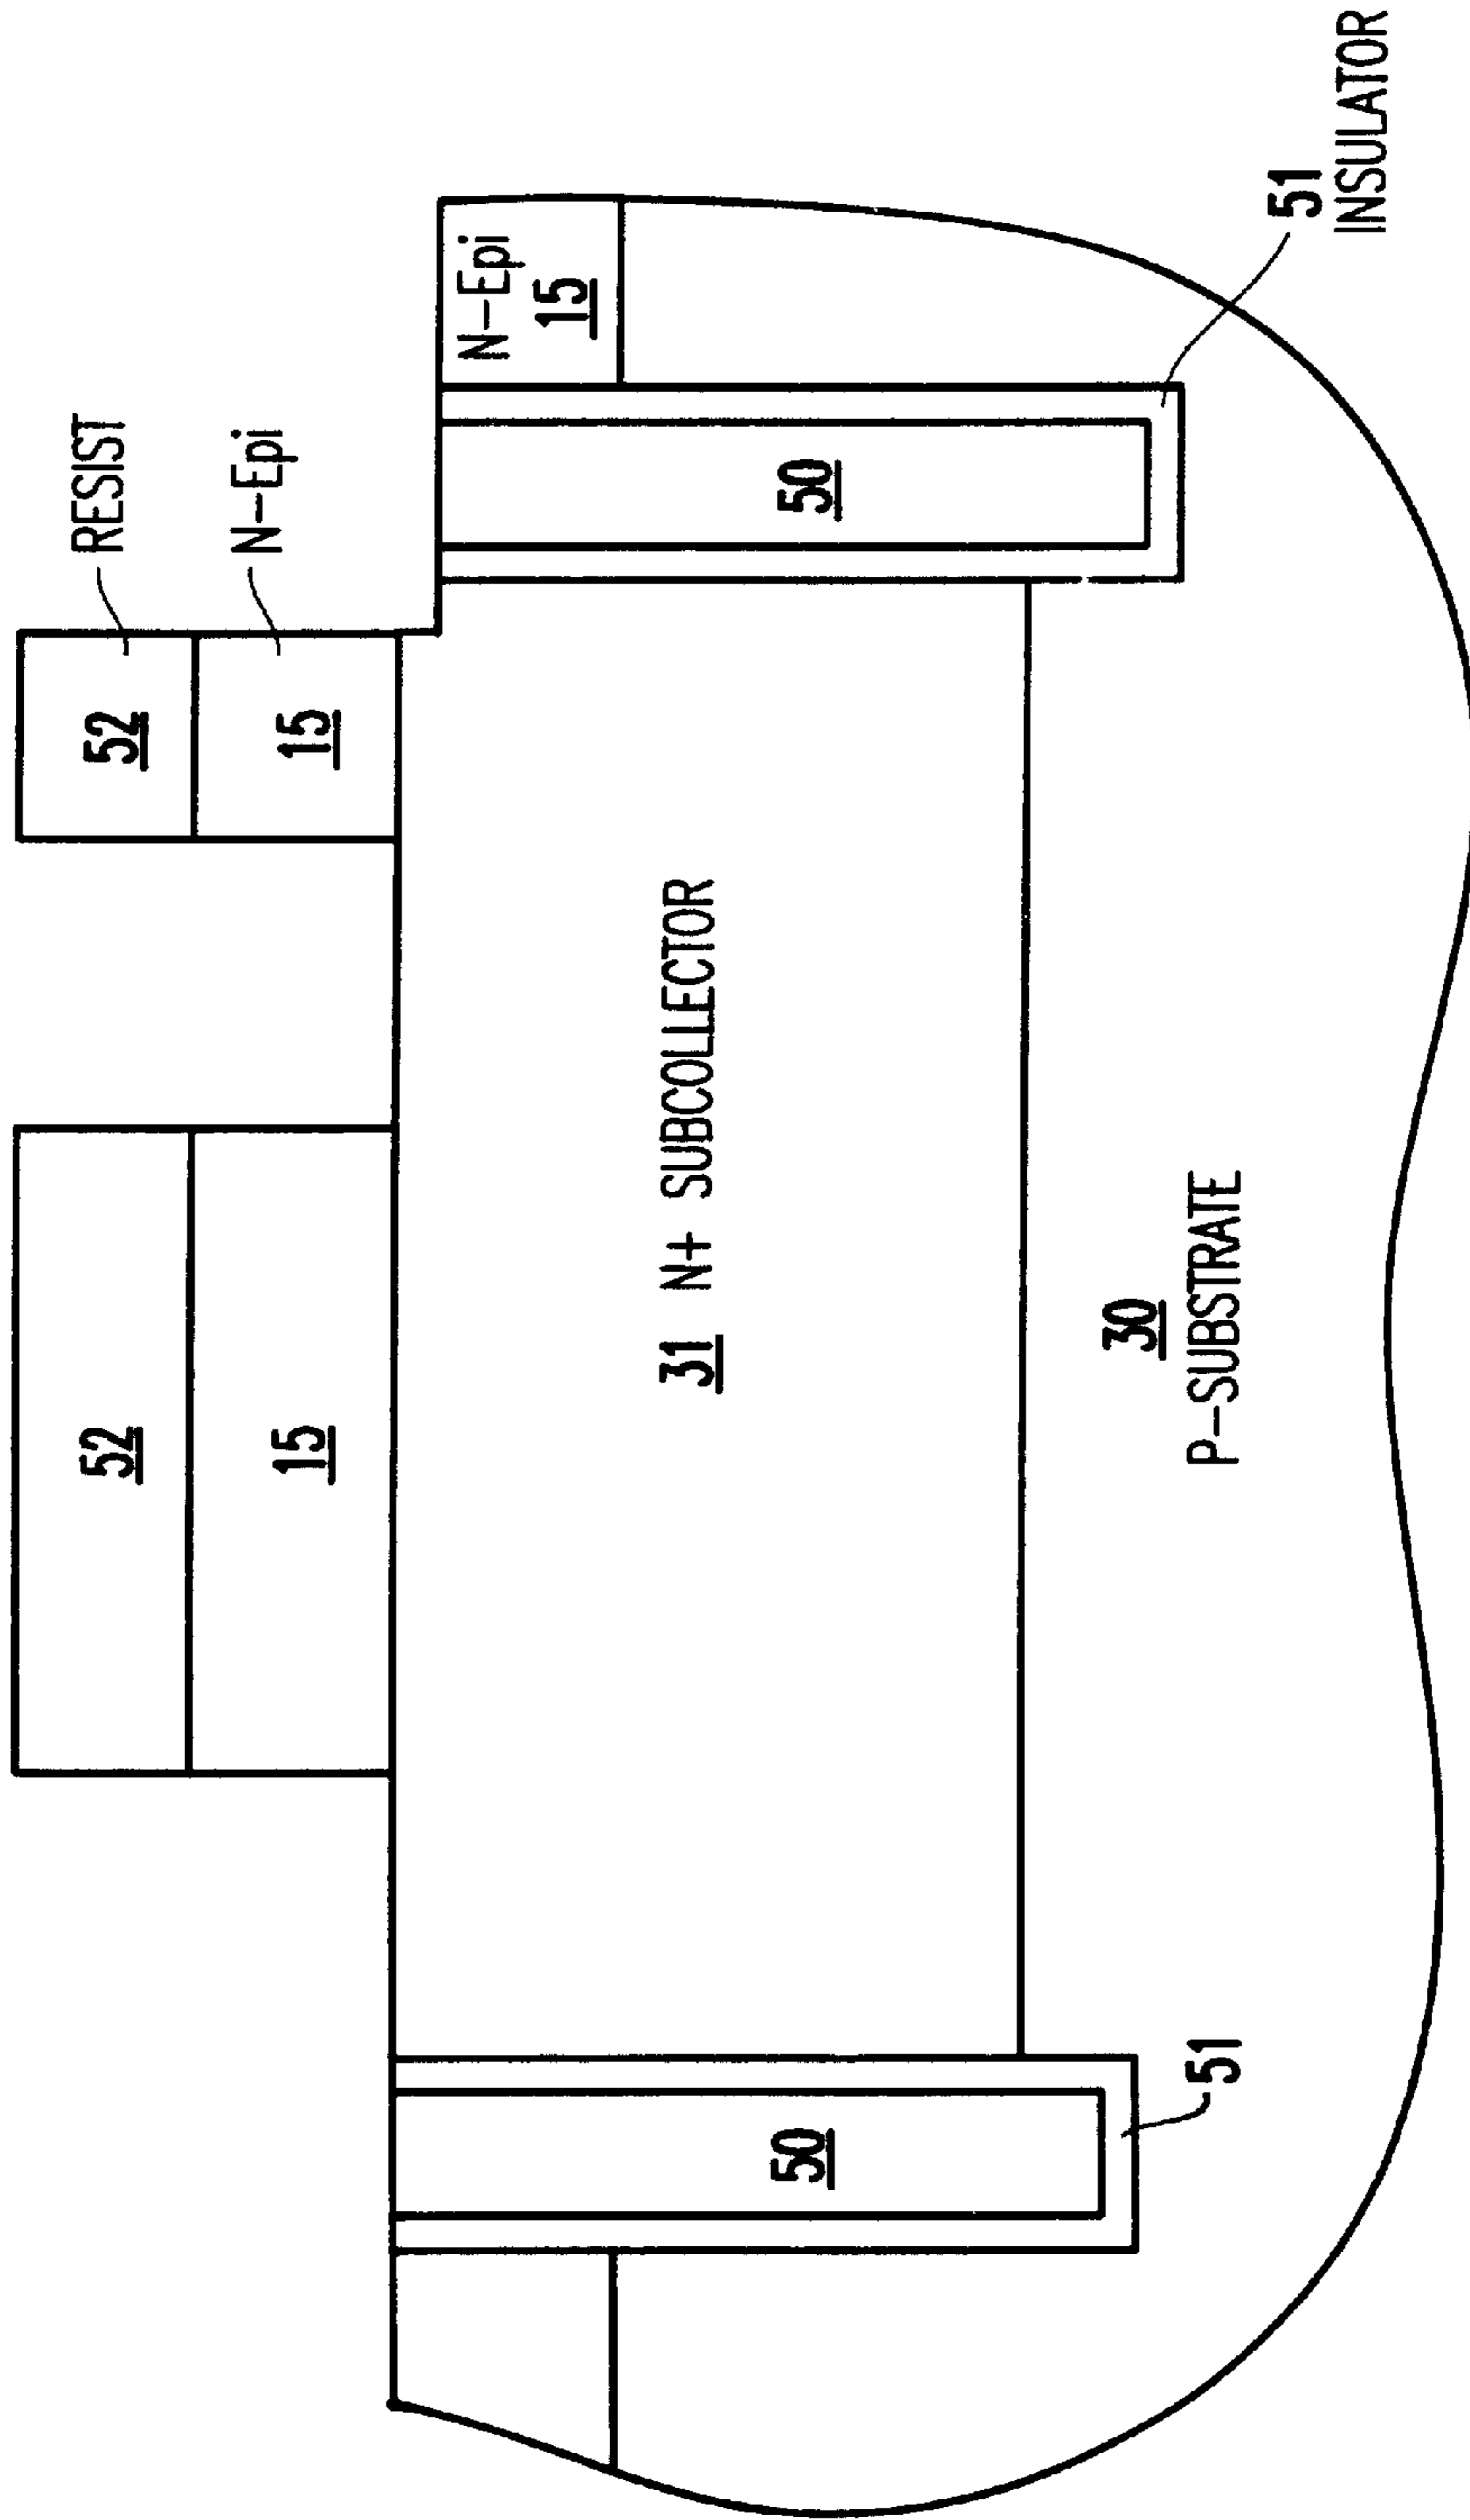 RESIST
52
52
N-Epi
15
15
N-Epi
15
31 N+ SUBCOLLECTOR
50
50
30
P-SUBSTRATE
51
51
INSULATOR